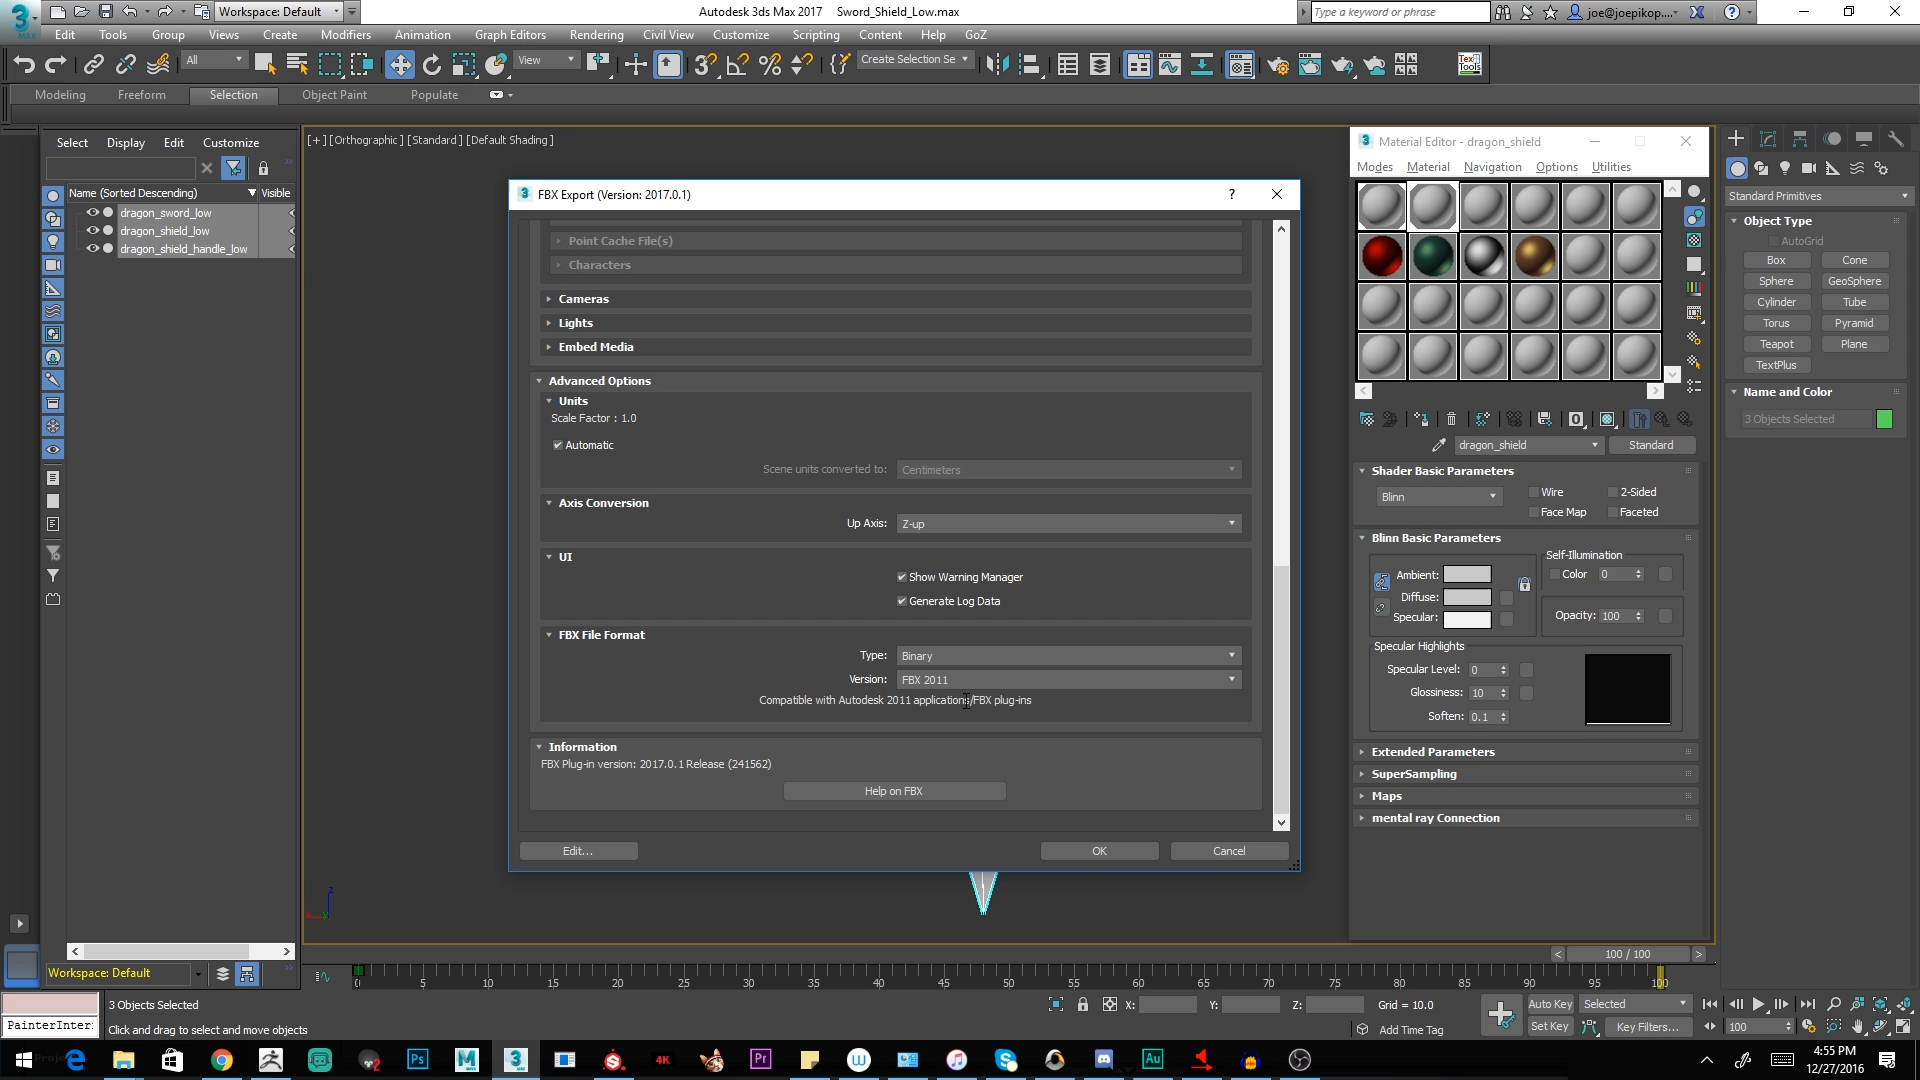 Workspace: Default
Autodesk 3ds Max 2017 Sword_Shield_Low.max
Type a keyword or phrase
joe@joepikop....
MAX
Edit Tools Group Views Create Modifiers Animation Graph Editors Rendering Civil View Customize Scripting Content Help GoZ
All
View
Create Selection Se
Modeling Freeform Selection Object Paint Populate
Select Display Edit Customize
Name (Sorted Descending) Visible
dragon_sword_low
dragon_shield_low
dragon_shield_handle_low
[+] [Orthographic] [Standard] [Default Shading]
FBX Export (Version: 2017.0.1)
Point Cache File(s)
Characters
Cameras
Lights
Embed Media
Advanced Options
Units
Scale Factor : 1.0
Automatic
Scene units converted to: Centimeters
Axis Conversion
Up Axis: Z-up
UI
Show Warning Manager
Generate Log Data
FBX File Format
Type: Binary
Version: FBX 2011
Compatible with Autodesk 2011 applications/FBX plug-ins
Information
FBX Plug-in version: 2017.0.1 Release (241562)
Help on FBX
Edit... OK Cancel
Material Editor - dragon_shield
Modes Material Navigation Options Utilities
dragon_shield Standard
Shader Basic Parameters
Blinn Wire 2-Sided
Face Map Faceted
Blinn Basic Parameters
Self-Illumination
Ambient: Color 0
Diffuse:
Specular: Opacity: 100
Specular Highlights
Specular Level: 0
Glossiness: 10
Soften: 0.1
Extended Parameters
SuperSampling
Maps
mental ray Connection
Standard Primitives
Object Type
AutoGrid
Box Cone
Sphere GeoSphere
Cylinder Tube
Torus Pyramid
Teapot Plane
TextPlus
Name and Color
3 Objects Selected
100 / 100
Workspace: Default
0 5 10 15 20 25 30 35 40 45 50 55 60 65 70 75 80 85 90 95 100
3 Objects Selected
X: Y: Z: Grid = 10.0
Auto Key Selected
PainterInter:
Click and drag to select and move objects
Add Time Tag
Set Key Key Filters... 100
4:55 PM
12/27/2016